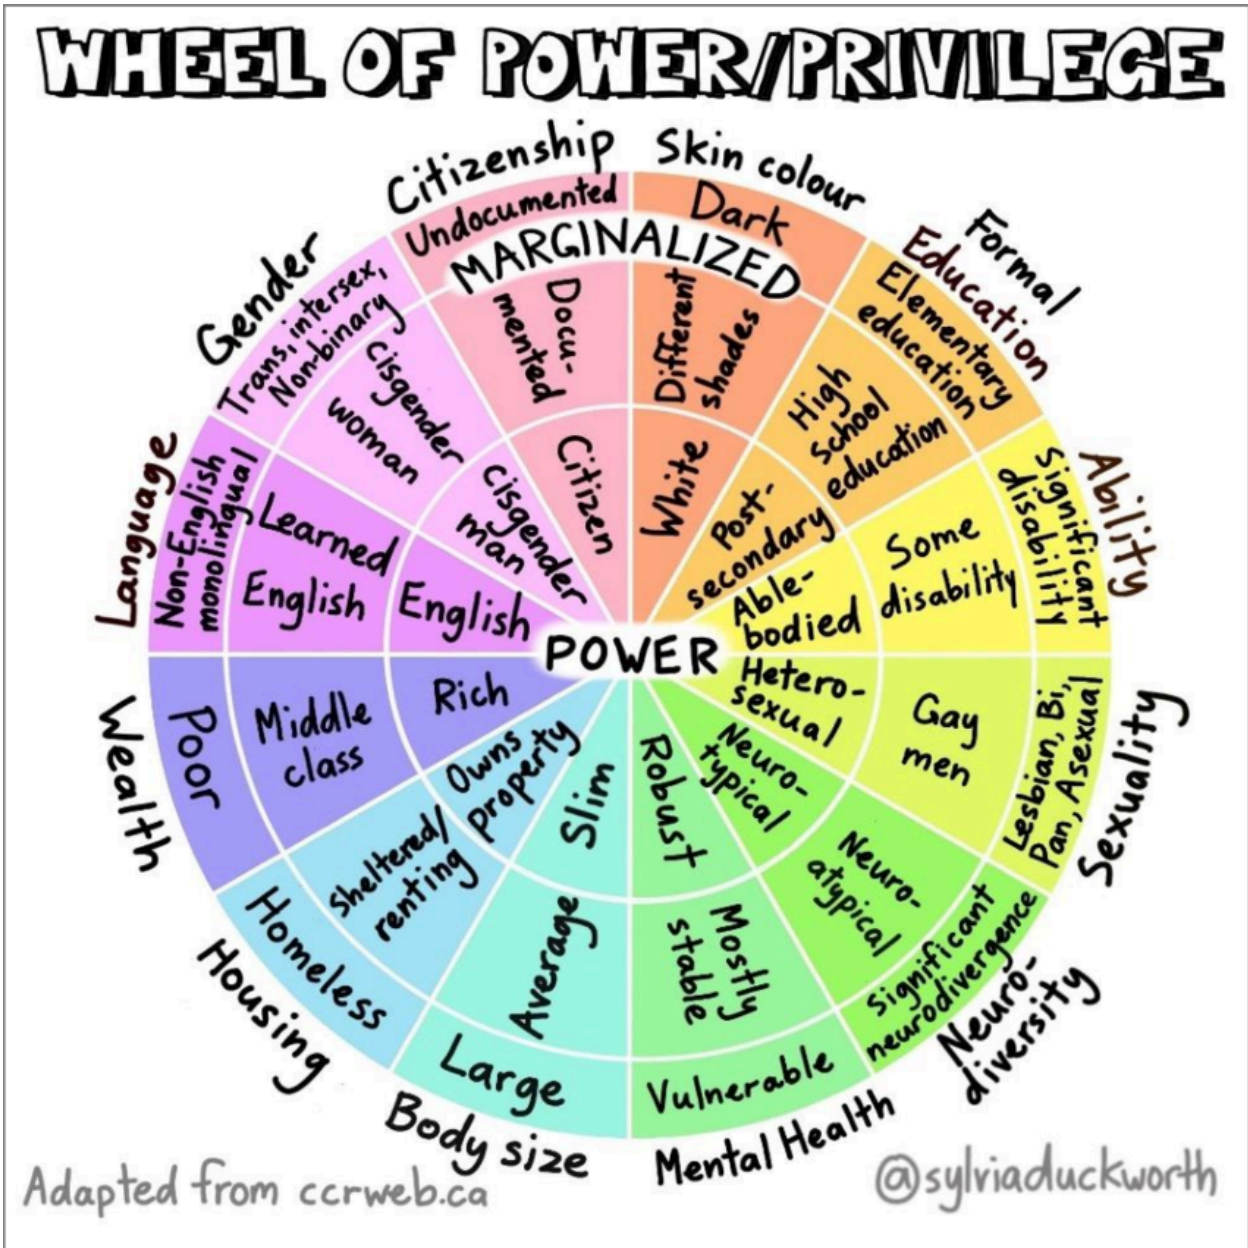 WHEEL OF POWER/PRIVILEGE
Citizenship
Undocumented
Docu-
mented
Citizen
Skin colour
Dark
Different
shades
White
Formal
Education
Elementary
education
High
school
education
Post-
secondary
Ability
Significant
disability
Some
disability
Able-
bodied
Sexuality
Lesbian, Bi,
Pan, Asexual
Gay
men
Hetero-
sexual
Neuro-
diversity
Significant
neurodivergence
Neuro-
atypical
Neuro-
typical
Mental Health
Vulnerable
Mostly
stable
Robust
Body size
Large
Average
Slim
Housing
Homeless
Sheltered/
renting
Owns
property
Wealth
Poor
Middle
class
Rich
Language
Non-English
monolingual
Learned
English
English
Gender
Trans, intersex,
Non-binary
cisgender
woman
cisgender
man
MARGINALIZED
POWER
Adapted from ccrweb.ca
@sylviaduckworth